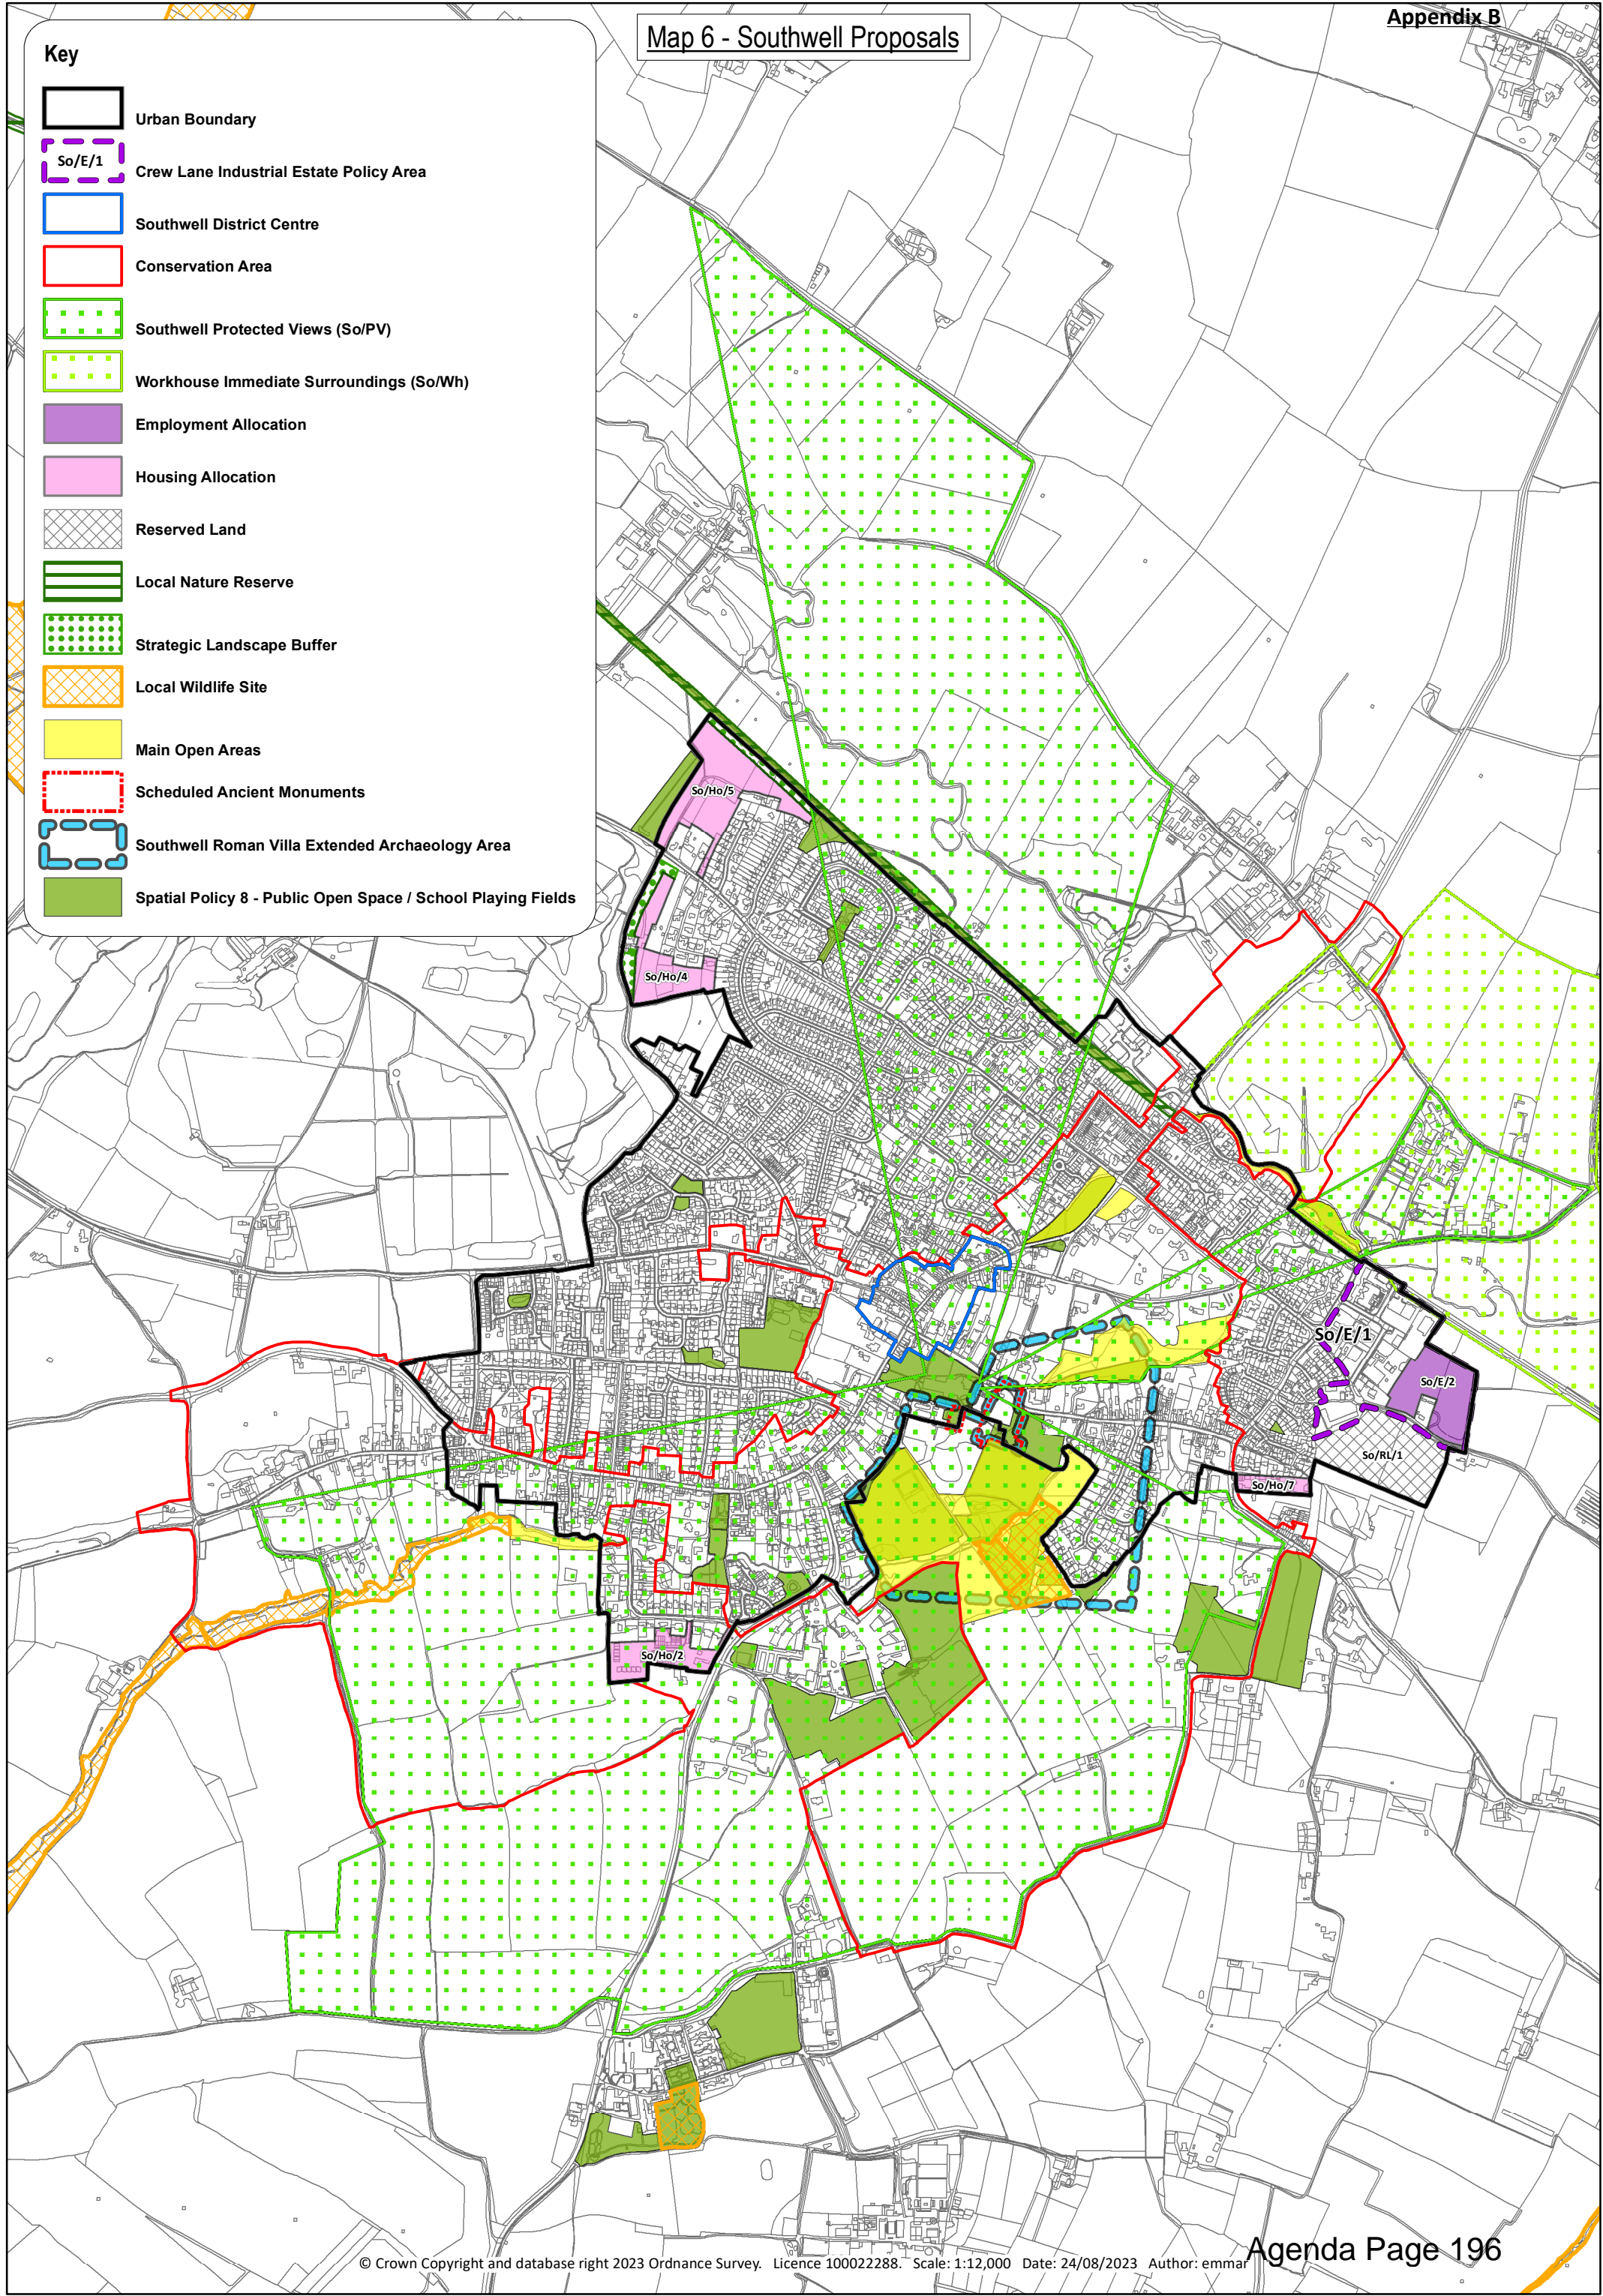 Appendix B
Map 6 - Southwell Proposals
Key
Urban Boundary
So/E/1
Crew Lane Industrial Estate Policy Area
Southwell District Centre
Conservation Area
Southwell Protected Views (So/PV)
Workhouse Immediate Surroundings (So/Wh)
Employment Allocation
Housing Allocation
Reserved Land
Local Nature Reserve
Strategic Landscape Buffer
Local Wildlife Site
Main Open Areas
Scheduled Ancient Monuments
Southwell Roman Villa Extended Archaeology Area
Spatial Policy 8 - Public Open Space / School Playing Fields
So/Ho/5
So/Ho/4
So/E/1
So/E/2
So/RL/1
So/Ho/7
So/Ho/2
© Crown Copyright and database right 2023 Ordnance Survey. Licence 100022288. Scale: 1:12,000 Date: 24/08/2023 Author: emmar
Agenda Page 196